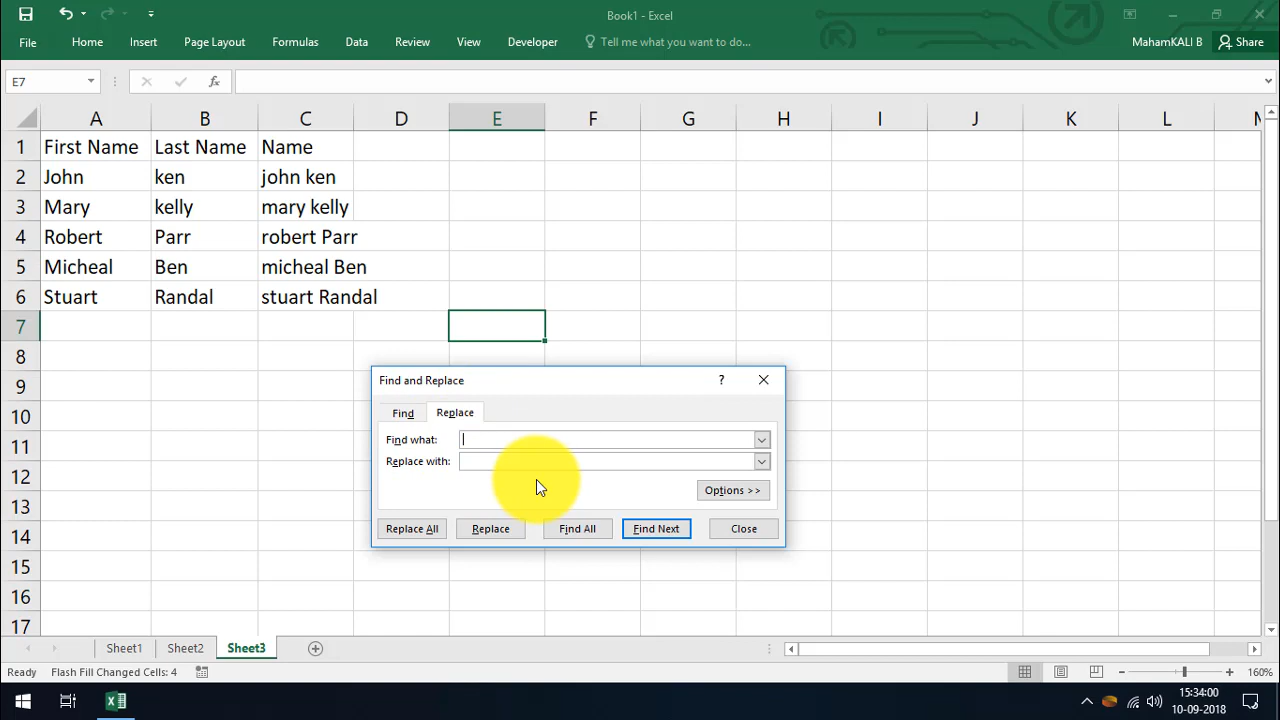 Book1 - Excel
File Home Insert Page Layout Formulas Data Review View Developer Tell me what you want to do... MahamKALI B Share
E7 fx
A B C D E F G H I J K L M
1 First Name Last Name Name
2 John ken john ken
3 Mary kelly mary kelly
4 Robert Parr robert Parr
5 Micheal Ben micheal Ben
6 Stuart Randal stuart Randal
7
8
9
10
11
12
13
14
15
16
17
Find and Replace ?
Find Replace
Find what:
Replace with:
Options >>
Replace All Replace Find All Find Next Close
Sheet1 Sheet2 Sheet3
Ready Flash Fill Changed Cells: 4 160%
15:34:00
10-09-2018